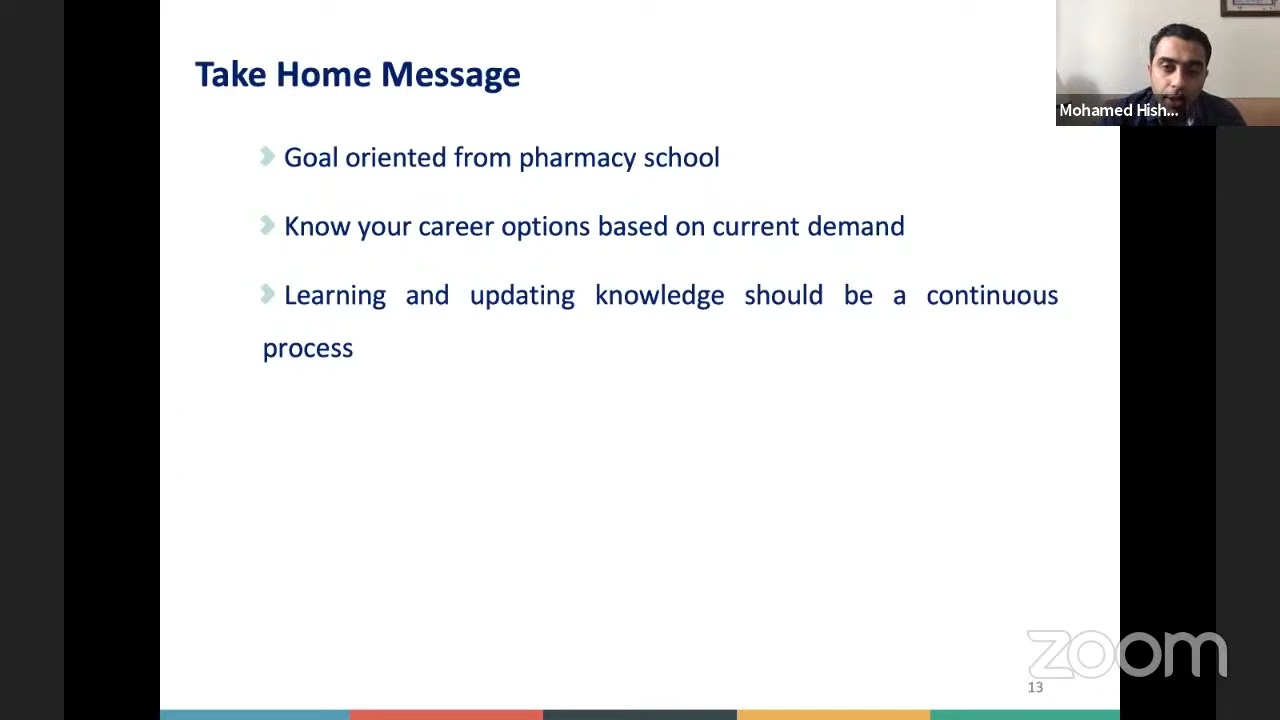 Take Home Message
Mohamed Hish...
Goal oriented from pharmacy school
Know your career options based on current demand
Learning and updating knowledge should be a continuous
process
zoom
13